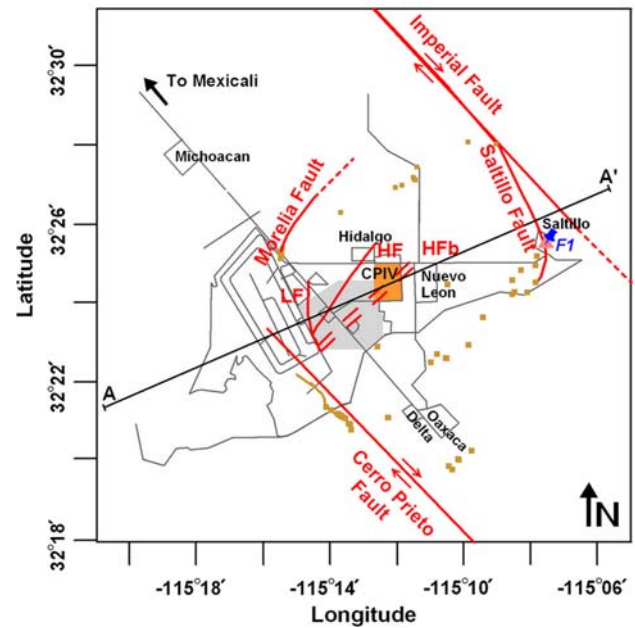 32°30´
32°26´
32°22´
32°18´
Latitude
-115°18´
-115°14´
-115°10´
-115°06´
Longitude
To Mexicali
Michoacan
Imperial Fault
Saltillo Fault
Morelia Fault
A'
Saltillo
F1
Hidalgo
HF
HFb
CPIV
Nuevo
Leon
LF
A
Oaxaca
Delta
Cerro Prieto
Fault
N